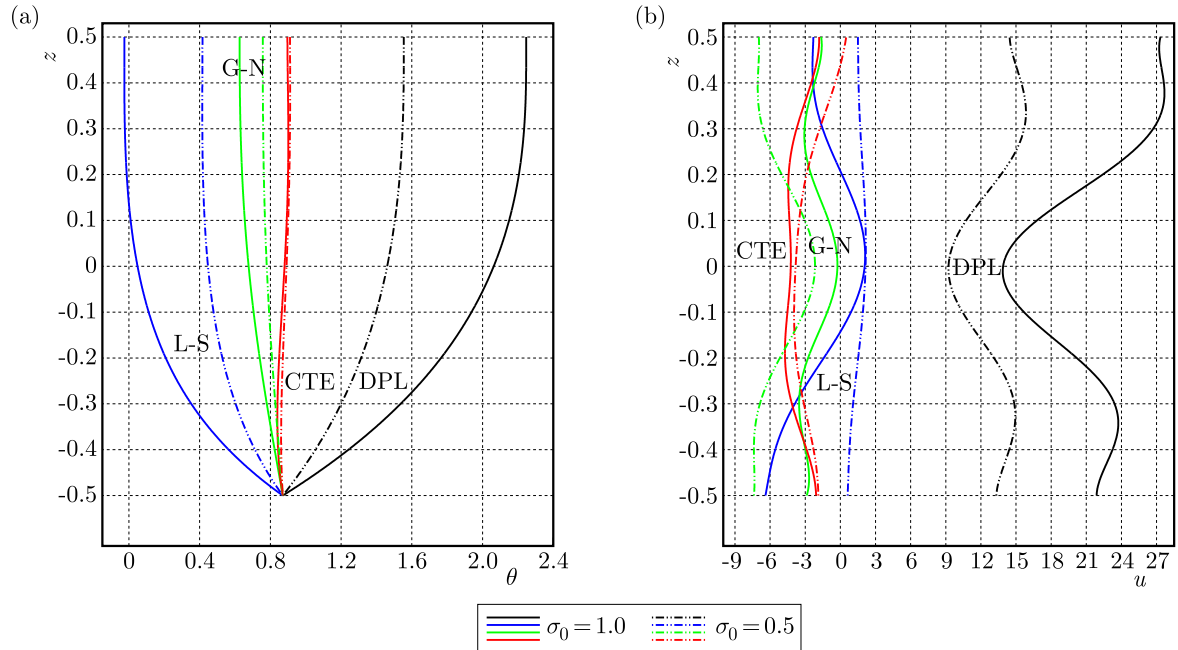 (a)
z
0.5
0.4
0.3
0.2
0.1
0
-0.1
-0.2
-0.3
-0.4
-0.5
G-N
L-S
CTE
DPL
0 0.4 0.8 1.2 1.6 2.0 2.4
θ
(b)
z
0.5
0.4
0.3
0.2
0.1
0
-0.1
-0.2
-0.3
-0.4
-0.5
CTE
G-N
DPL
L-S
-9 -6 -3 0 3 6 9 12 15 18 21 24 27
u
σ0 = 1.0 σ0 = 0.5